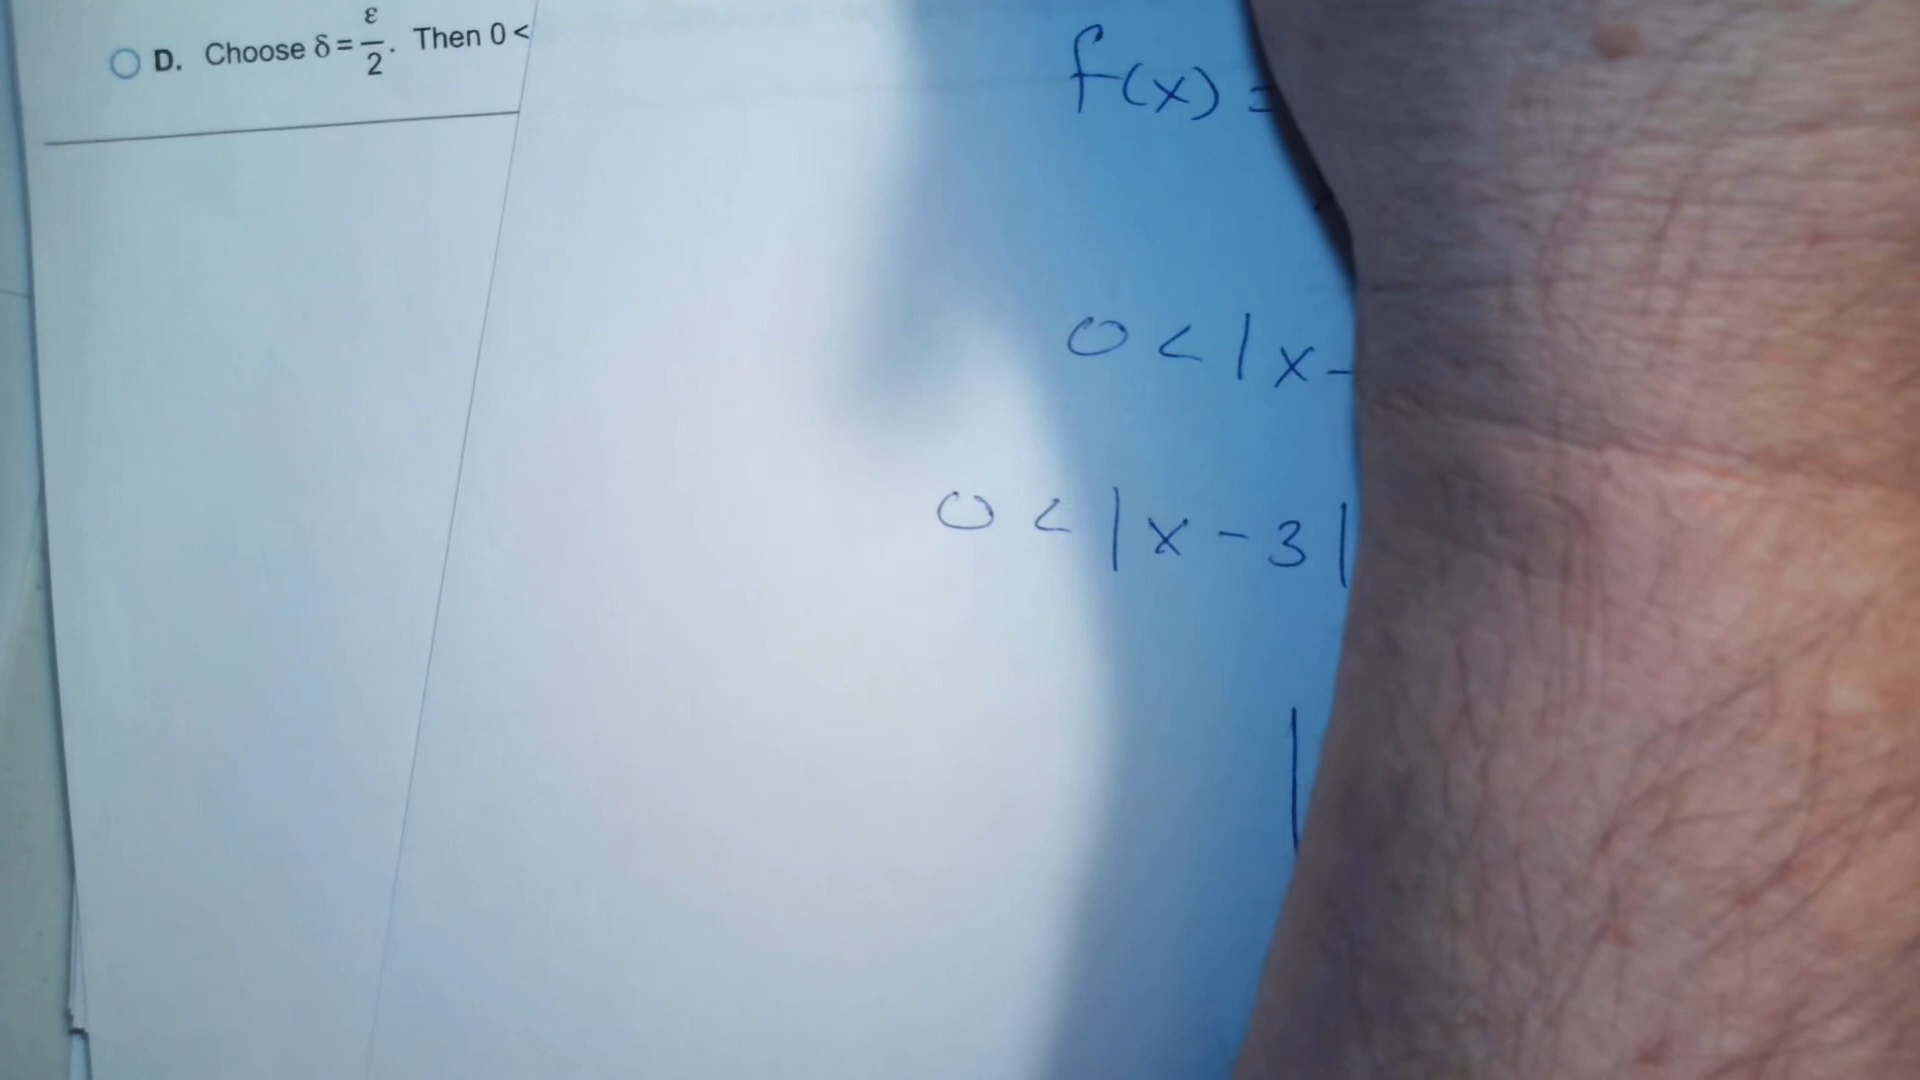 D. Choose δ = ε/2. Then 0 <
f(x) =
0 < |x -
0 < |x - 3|
|